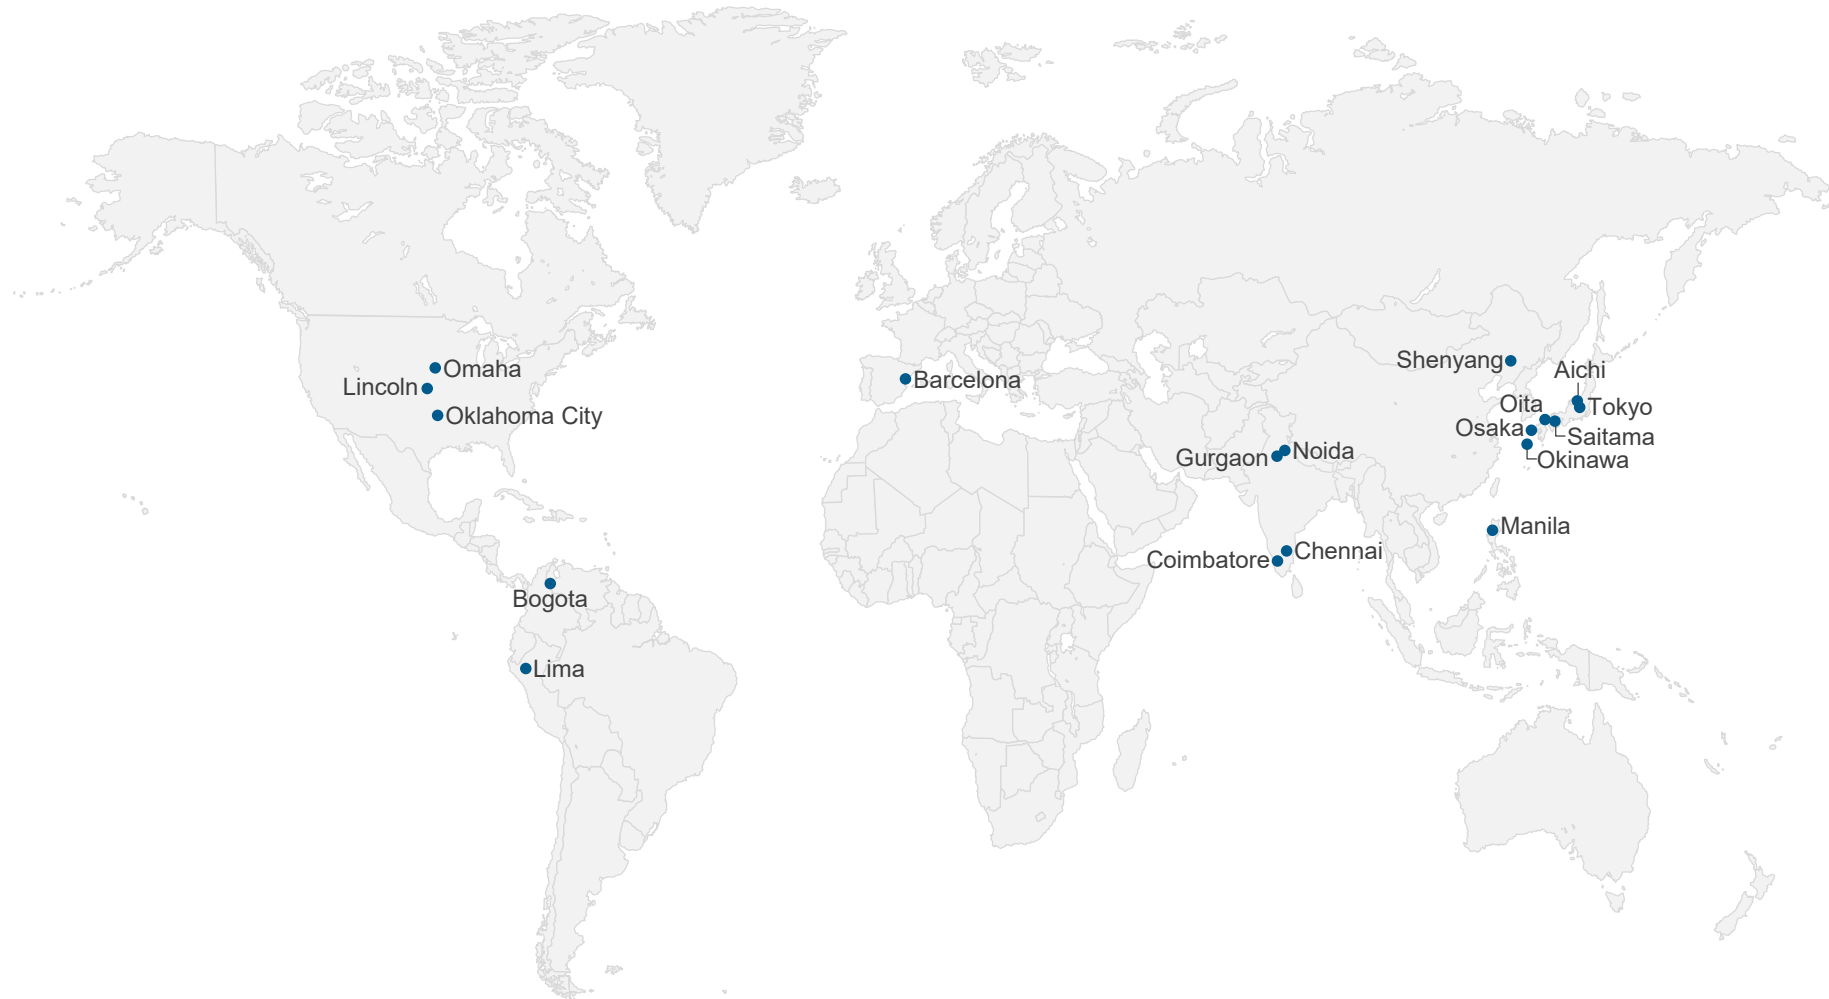 Omaha
Lincoln
Oklahoma City
Bogota
Lima
Barcelona
Shenyang
Aichi
Oita
Tokyo
Osaka
Saitama
Okinawa
Noida
Gurgaon
Manila
Chennai
Coimbatore